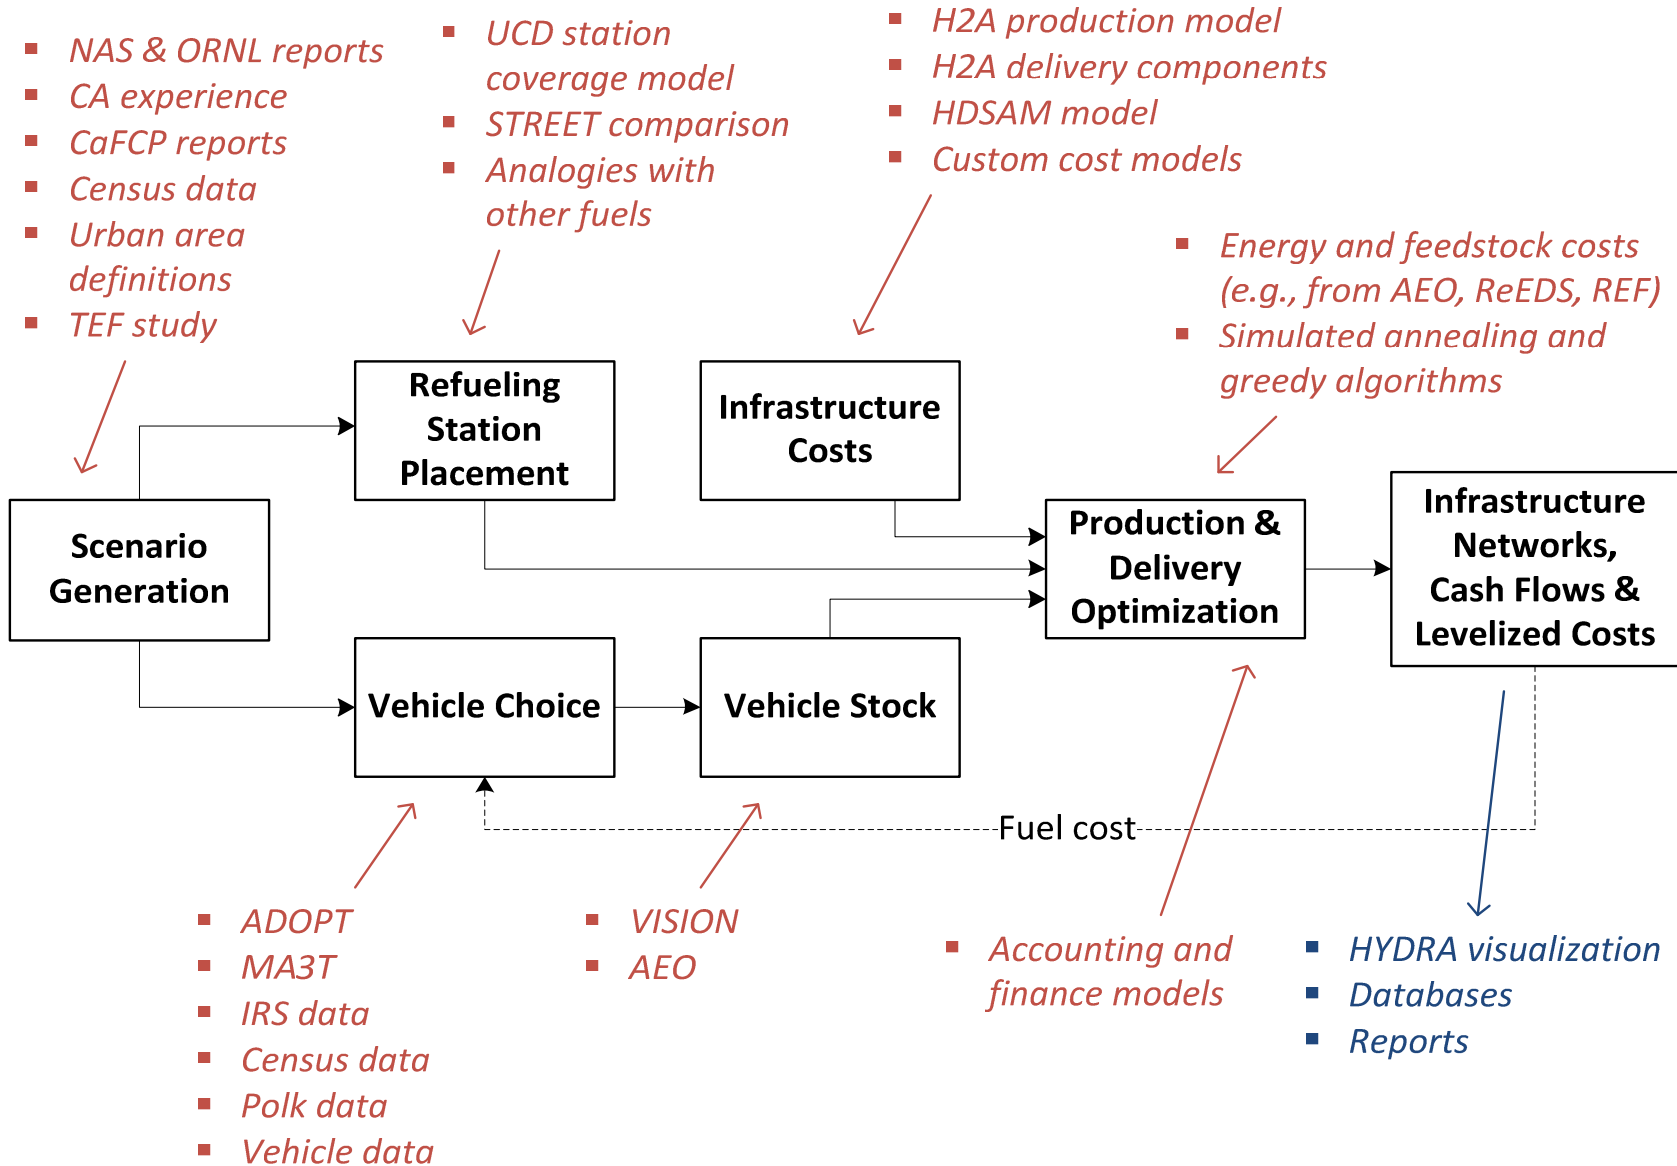 NAS & ORNL reports
CA experience
CaFCP reports
Census data
Urban area
definitions
TEF study
UCD station
coverage model
STREET comparison
Analogies with
other fuels
H2A production model
H2A delivery components
HDSAM model
Custom cost models
Energy and feedstock costs
(e.g., from AEO, ReEDS, REF)
Simulated annealing and
greedy algorithms
Scenario
Generation
Refueling
Station
Placement
Infrastructure
Costs
Production &
Delivery
Optimization
Infrastructure
Networks,
Cash Flows &
Levelized Costs
Vehicle Choice
Vehicle Stock
Fuel cost
ADOPT
MA3T
IRS data
Census data
Polk data
Vehicle data
VISION
AEO
Accounting and
finance models
HYDRA visualization
Databases
Reports